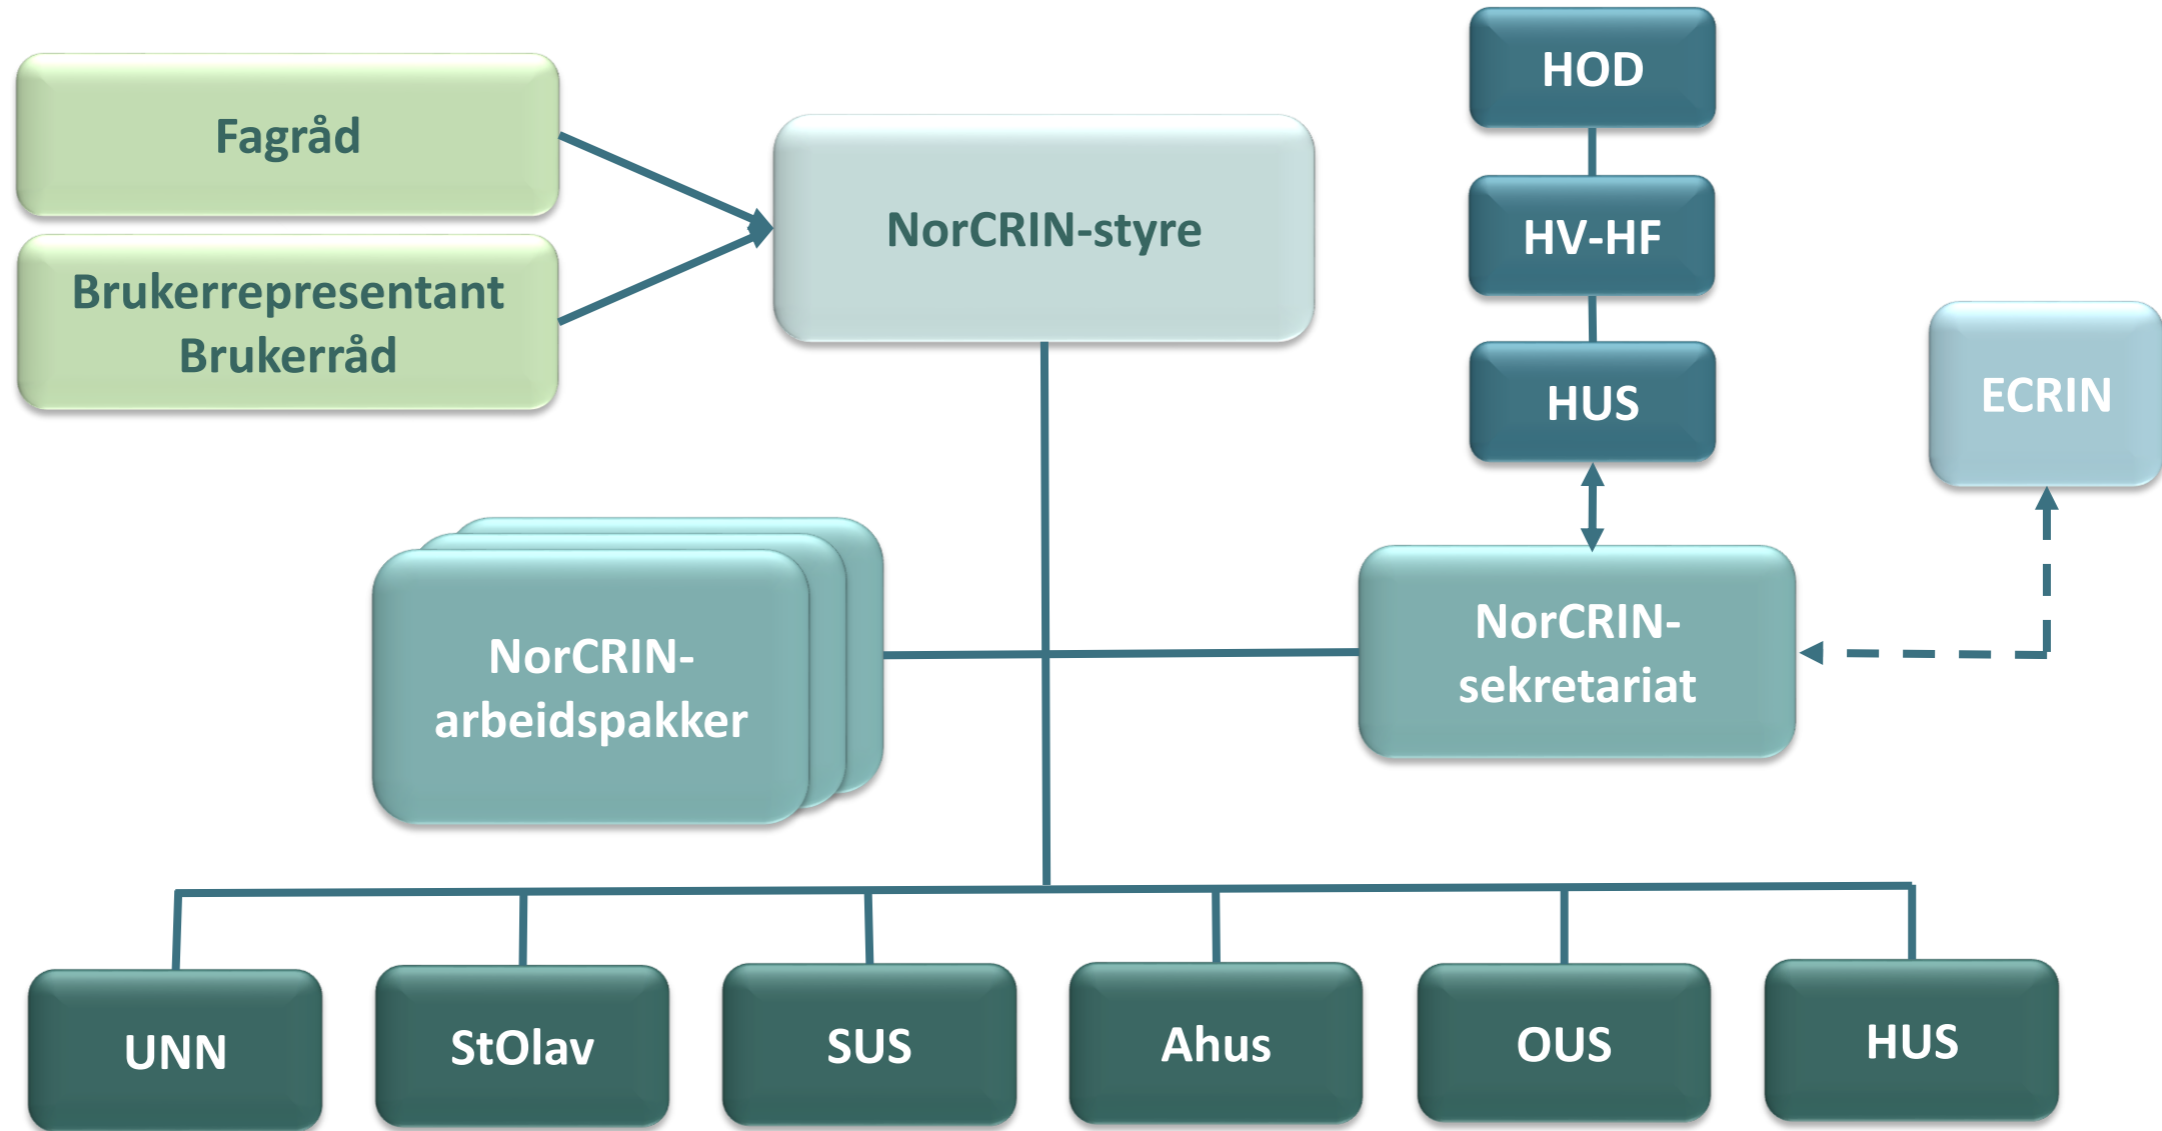 Fagråd
Brukerrepresentant
Brukerråd
NorCRIN-styre
HOD
HV-HF
HUS
ECRIN
NorCRIN-
arbeidspakker
NorCRIN-
sekretariat
UNN
StOlav
SUS
Ahus
OUS
HUS